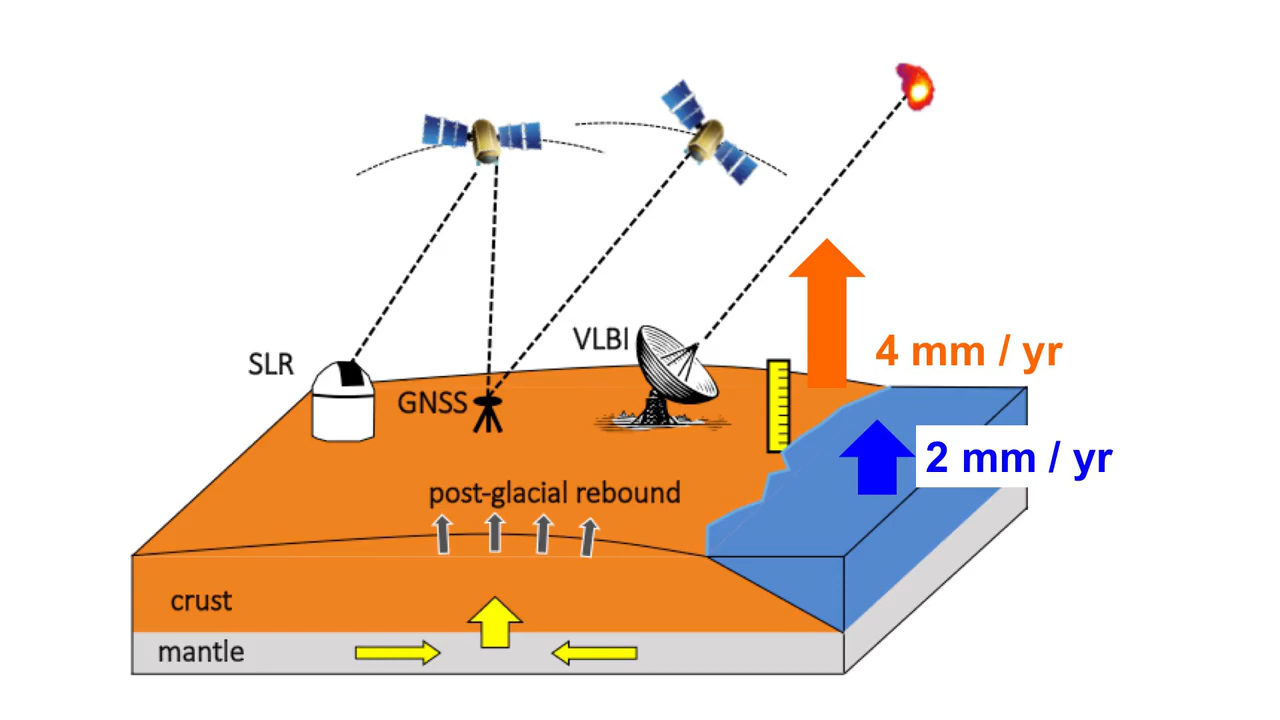 VLBI
SLR
4 mm / yr
GNSS
2 mm / yr
post-glacial rebound
crust
mantle